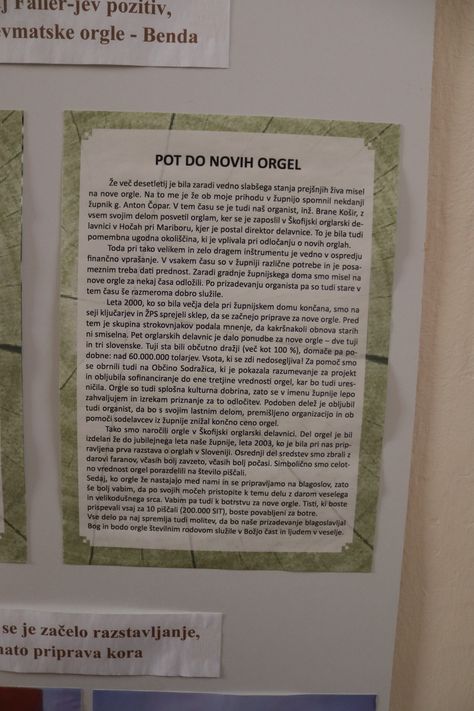 j Faller-jev pozitiv,
vmatske orgle - Benda
POT DO NOVIH ORGEL
Že več desetletij je bila zaradi vedno slabšega stanja prejšnjih živa misel
na nove orgle. Na to me je že ob moje prihodu v župnijo spomnil nekdanji
župnik g. Anton Čopar. V tem času se je tudi naš organist, inž. Brane Košir, z
vsem svojim delom posvetil orglam, ker se je zaposlil v Škofijski orglarski de-
lavnici v Hočah pri Mariboru, kjer je postal direktor delavnice. To je bila tudi
pomembna ugodna okoliščina, ki je vplivala pri odločanju o novih orglah.
Toda pri tako velikem in zelo dragem inštrumentu je vedno v ospredju
finančno vprašanje. V vsakem času so v župniji različne potrebe in je posa-
meznim treba dati prednost. Zaradi gradnje župnijskega doma smo misel na
nove orgle za nekaj časa odložili. Po prizadevanju organista pa so tudi stare v
tem času še razmeroma dobro služile.
Leta 2000, ko so bila večja dela pri župnijskem domu končana, smo na
seji ključarjev in ŽPS sprejeli sklep, da se začnejo priprave za nove orgle. Pred
tem je skupina strokovnjakov podala mnenje, da kakršnakoli obnova starih
ni smiselna. Pet orglarskih delavnic je dalo ponudbe za nove orgle – dve tuji
in tri slovenske. Tuji sta bili občutno dražji (več kot 100 %), domače pa po-
dobne: nad 60.000.000 tolarjev. Vsota, ki se zdi nedosegljiva! Za pomoč smo
se obrnili tudi na Občino Sodražica, ki je pokazala razumevanje za projekt
in obljubila sofinanciranje do ene tretjine vrednosti orgel, kar bo tudi ures-
ničila. Orgle so tudi splošna kulturna dobrina, zato se v imenu župnije lepo
zahvaljujem in izrekam priznanje za to odločitev. Podoben delež je obljubil
tudi organist, da bo s svojim lastnim delom, premišljeno organizacijo in ob
pomoči sodelavcev iz župnije znižal končno ceno orgel.
Tako smo naročili orgle v Škofijski orglarski delavnici. Del orgel je bil
izdelan že do jubilejnega leta naše župnije, leta 2003, ko je bila pri nas prip-
ravljena prva razstava o orglah v Sloveniji. Osrednji del sredstev smo zbrali z
darovi faranov, včasih bolj zavzeto, včasih bolj počasi. Simbolično smo celot-
no vrednost orgel porazdelili na število piščali.
Sedaj, ko orgle že nastajajo med nami in se pripravljamo na blagoslov, zato
še bolj vabim, da po svojih močeh pristopite k temu delu z darom veselega
in velikodušnega srca. Vabim pa tudi k botrstvu za nove orgle. Tisti, ki boste
prispevali vsaj za 10 piščali (200.000 SIT), boste povabljeni za botre.
Vse delo pa naj spremlja tudi molitev, da bo naše prizadevanje blagoslavljal
Bog in bodo orgle številnim rodovom služile v Božjo čast in ljudem v veselje.
se je začelo razstavljanje,
nato priprava kora